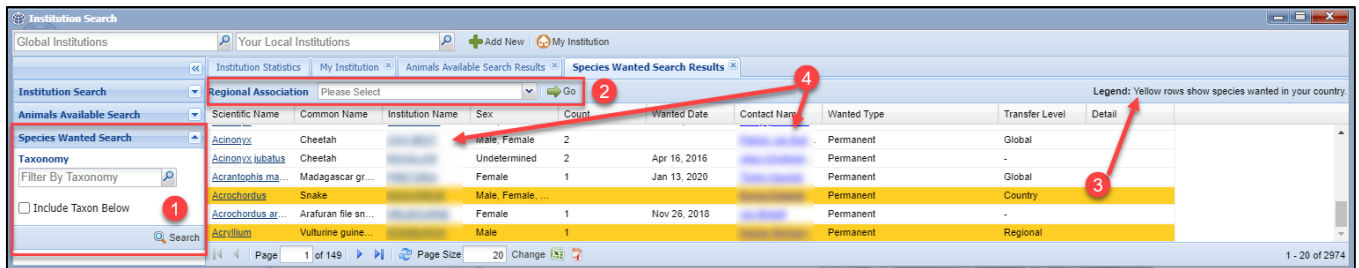 Institution Search
Global Institutions Your Local Institutions Add New My Institution
Institution Statistics My Institution Animals Available Search Results Species Wanted Search Results
Institution Search
Animals Available Search
Species Wanted Search
Taxonomy
Filter By Taxonomy
Include Taxon Below
1
Search
Regional Association Please Select Go 2
4
Legend: Yellow rows show species wanted in your country.
3
Scientific Name Common Name Institution Name Sex Count Wanted Date Contact Name Wanted Type Transfer Level Detail
Acinonyx Cheetah Male, Female 2 Permanent Global
Acinonyx jubatus Cheetah Undetermined 2 Apr 16, 2016 Permanent -
Acrantophis ma... Madagascar gr... Female 1 Jan 13, 2020 Permanent Global
Acrochordus Snake Male, Female, ... Permanent Country
Acrochordus ar... Arafuran file sn... Female 1 Nov 26, 2018 Permanent -
Acryllium Vulturine guine... Male 1 Permanent Regional
Page 1 of 149 Page Size 20 Change 1 - 20 of 2974